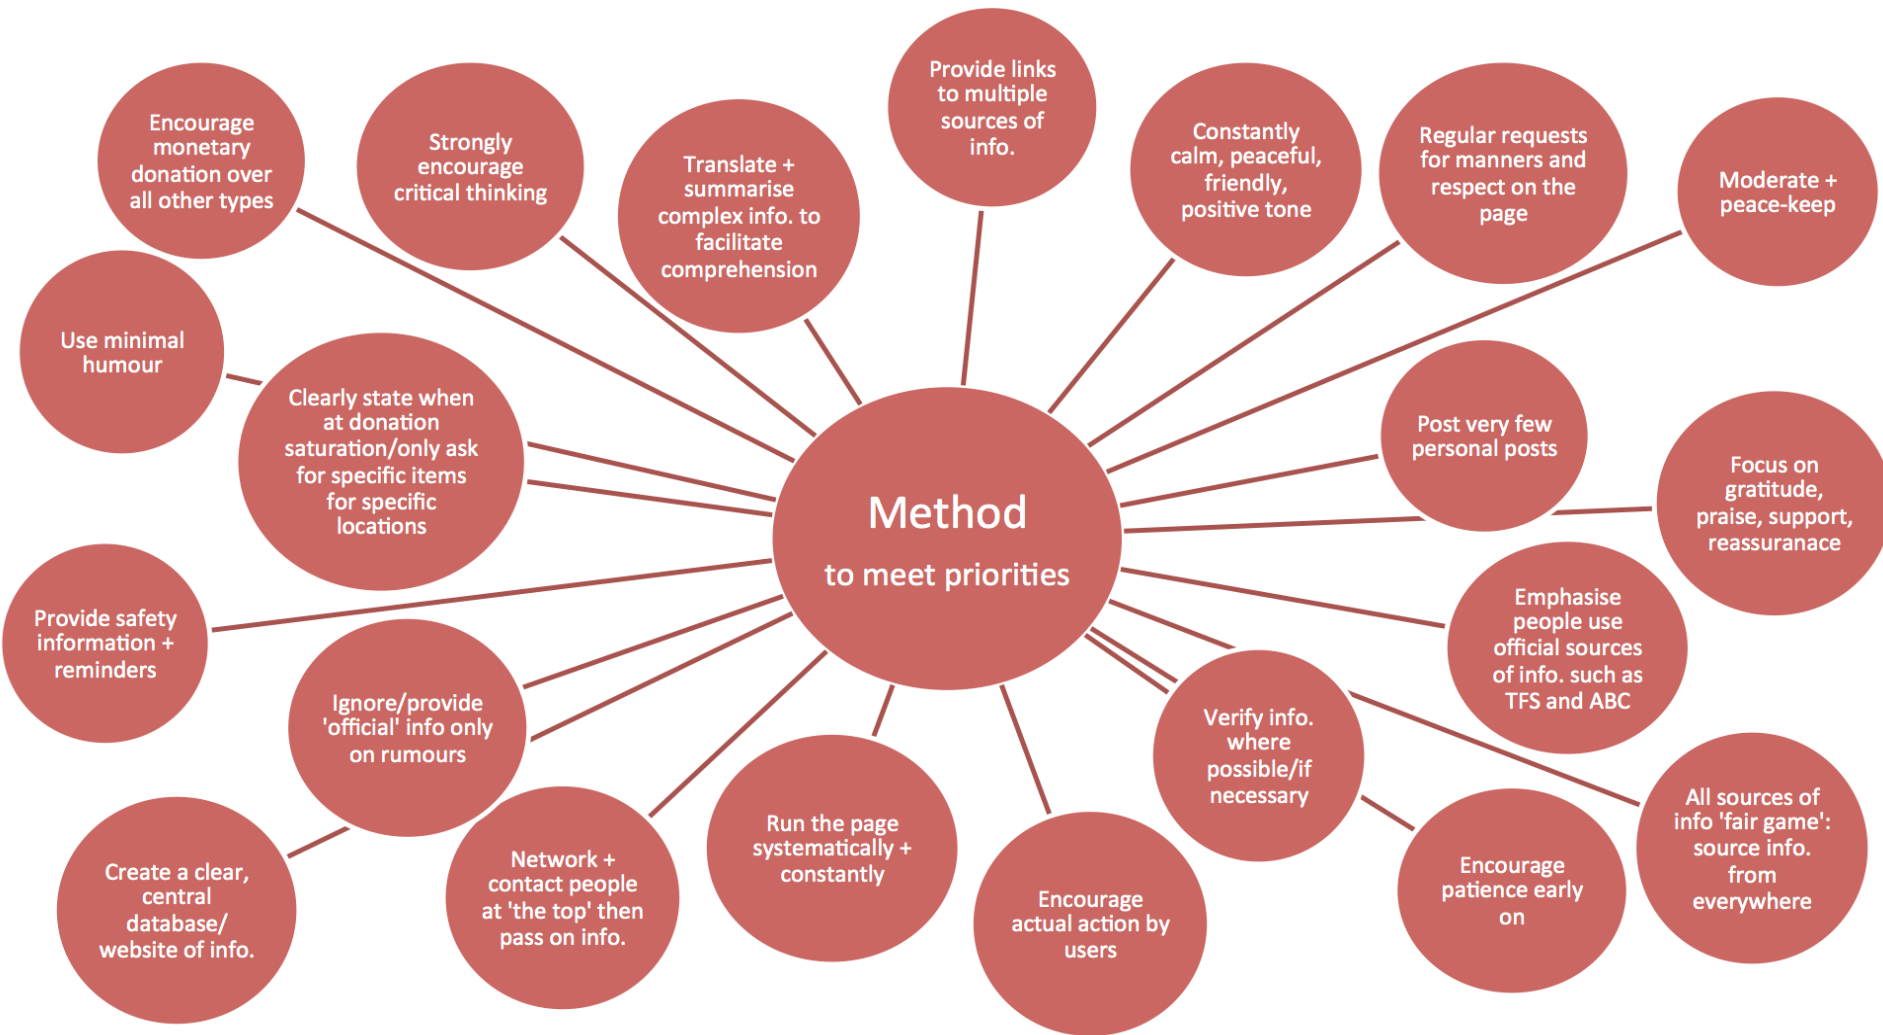 Method
to meet priorities
Provide links
to multiple
sources of
info.
Constantly
calm, peaceful,
friendly,
positive tone
Regular requests
for manners and
respect on the
page
Moderate +
peace-keep
Post very few
personal posts
Focus on
gratitude,
praise, support,
reassuranace
Emphasise
people use
official sources
of info. such as
TFS and ABC
All sources of
info 'fair game':
source info.
from
everywhere
Verify info.
where
possible/if
necessary
Encourage
patience early
on
Encourage
actual action by
users
Run the page
systematically +
constantly
Network +
contact people
at 'the top' then
pass on info.
Ignore/provide
'official' info only
on rumours
Create a clear,
central
database/
website of info.
Provide safety
information +
reminders
Clearly state when
at donation
saturation/only ask
for specific items
for specific
locations
Use minimal
humour
Encourage
monetary
donation over
all other types
Strongly
encourage
critical thinking
Translate +
summarise
complex info. to
facilitate
comprehension